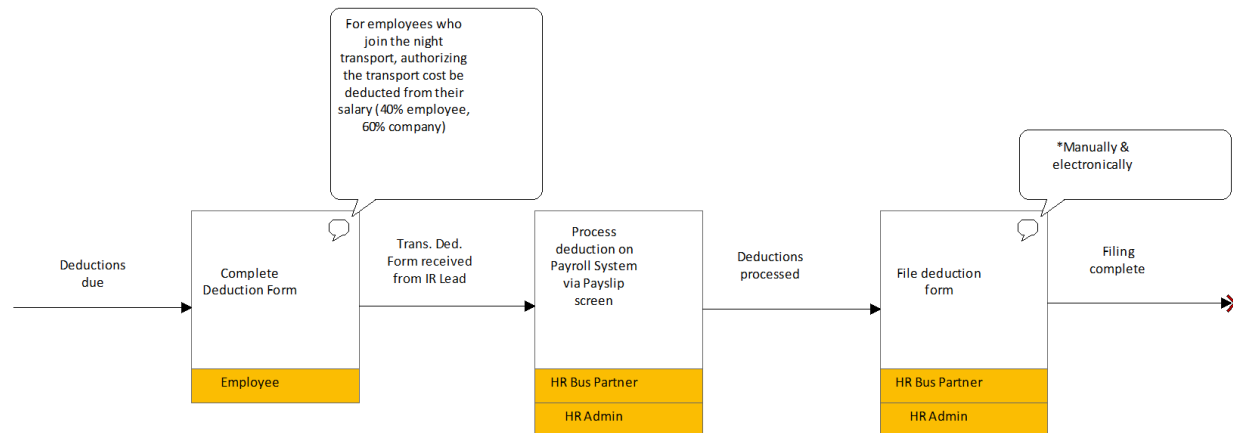 For employees who
join the night
transport, authorizing
the transport cost be
deducted from their
salary (40% employee,
60% company)
*Manually &
electronically
Deductions
due
Complete
Deduction Form
Employee
Trans. Ded.
Form received
from IR Lead
Process
deduction on
Payroll System
via Payslip
screen
HR Bus Partner
HR Admin
Deductions
processed
File deduction
form
HR Bus Partner
HR Admin
Filing
complete